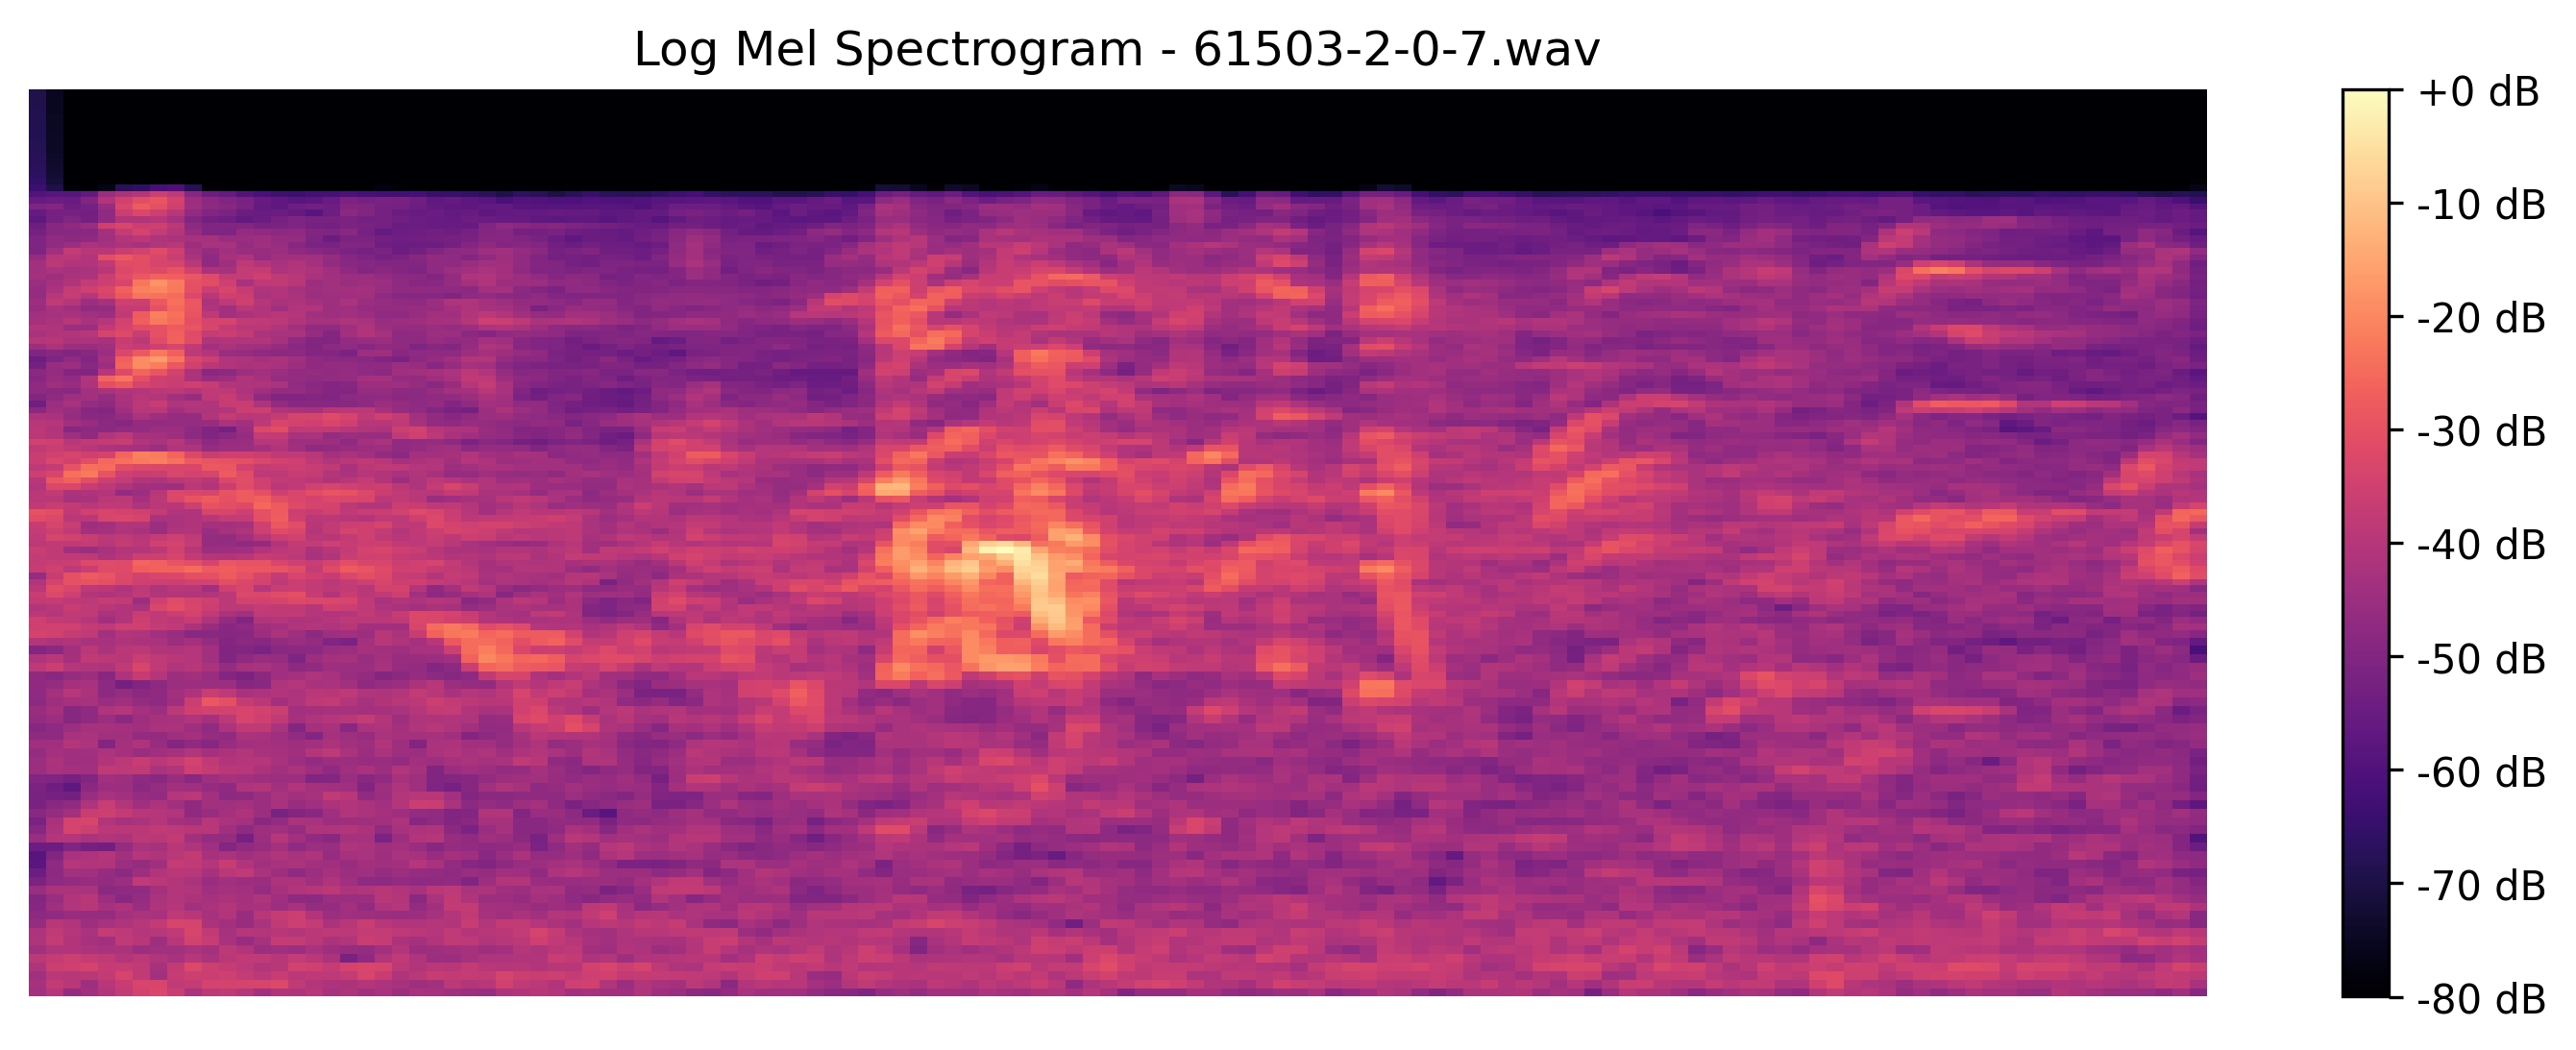 Log Mel Spectrogram - 61503-2-0-7.wav
+0 dB
-10 dB
-20 dB
-30 dB
-40 dB
-50 dB
-60 dB
-70 dB
-80 dB